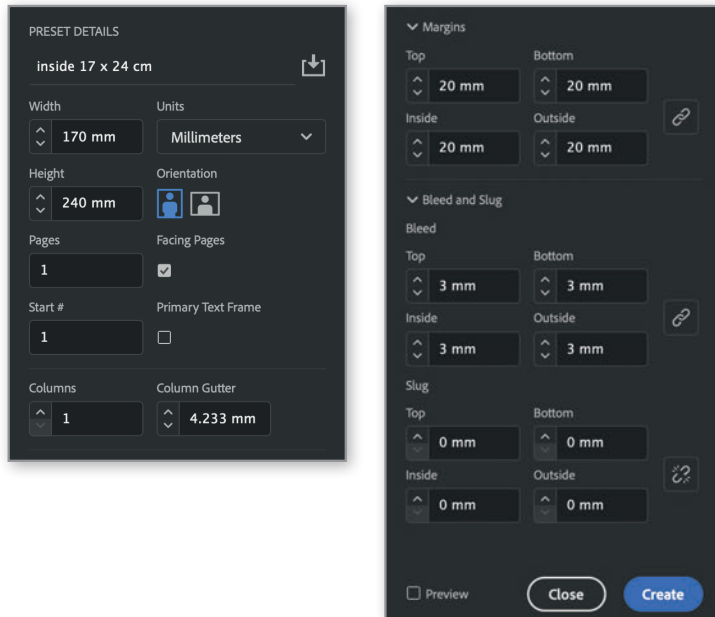 PRESET DETAILS
inside 17 x 24 cm
Width Units
170 mm Millimeters
Height Orientation
240 mm
Pages Facing Pages
1
Start # Primary Text Frame
1
Columns Column Gutter
1 4.233 mm
Margins
Top Bottom
20 mm 20 mm
Inside Outside
20 mm 20 mm
Bleed and Slug
Bleed
Top Bottom
3 mm 3 mm
Inside Outside
3 mm 3 mm
Slug
Top Bottom
0 mm 0 mm
Inside Outside
0 mm 0 mm
Preview Close Create